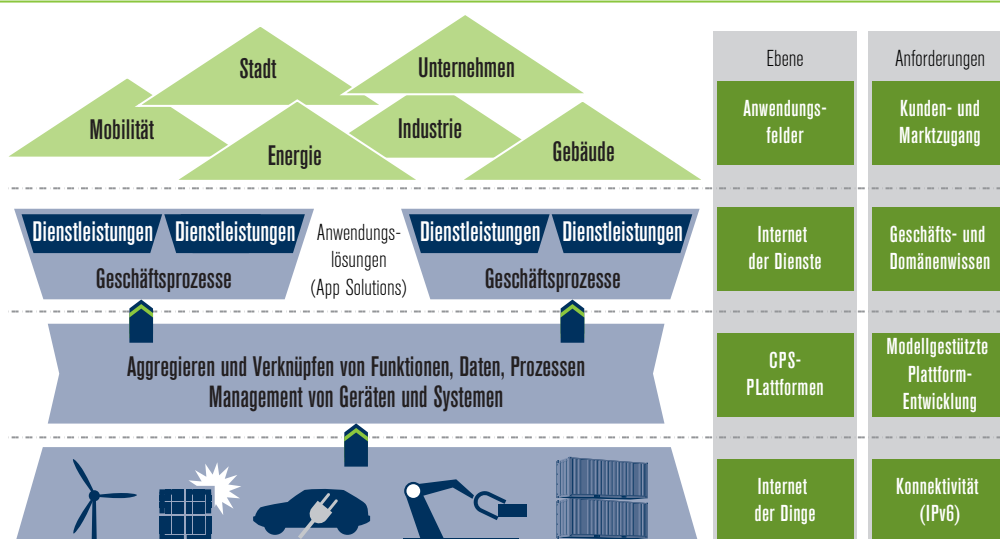 Stadt
Unternehmen
Mobilität
Industrie
Energie
Gebäude
Dienstleistungen
Dienstleistungen
Geschäftsprozesse
Anwendungs-
lösungen
(App Solutions)
Dienstleistungen
Dienstleistungen
Geschäftsprozesse
Aggregieren und Verknüpfen von Funktionen, Daten, Prozessen
Management von Geräten und Systemen
Ebene
Anwendungs-
felder
Internet
der Dienste
CPS-
PLattformen
Internet
der Dinge
Anforderungen
Kunden- und
Marktzugang
Geschäfts- und
Domänenwissen
Modellgestützte
Plattform-
Entwicklung
Konnektivität
(IPv6)